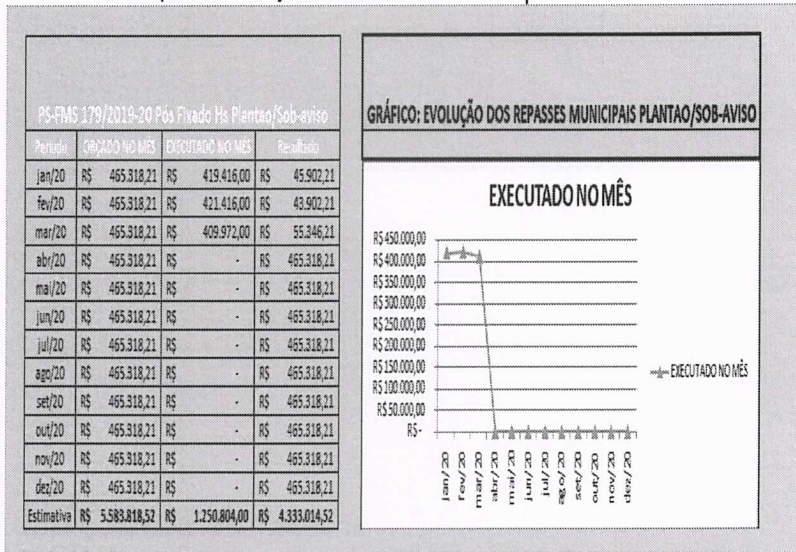 PS-FMS 179/2019-20 Pós Fixado Hs Plantao/Sob-aviso
Periodo ORÇADO NO MÊS EXECUTADO NO MÊS Resultado
jan/20 R$ 465.318,21 R$ 419.416,00 R$ 45.902,21
fev/20 R$ 465.318,21 R$ 421.416,00 R$ 43.902,21
mar/20 R$ 465.318,21 R$ 409.972,00 R$ 55.346,21
abr/20 R$ 465.318,21 R$ - R$ 465.318,21
mai/20 R$ 465.318,21 R$ - R$ 465.318,21
jun/20 R$ 465.318,21 R$ - R$ 465.318,21
jul/20 R$ 465.318,21 R$ - R$ 465.318,21
ago/20 R$ 465.318,21 R$ - R$ 465.318,21
set/20 R$ 465.318,21 R$ - R$ 465.318,21
out/20 R$ 465.318,21 R$ - R$ 465.318,21
nov/20 R$ 465.318,21 R$ - R$ 465.318,21
dez/20 R$ 465.318,21 R$ - R$ 465.318,21
Estimativa R$ 5.583.818,52 R$ 1.250.804,00 R$ 4.333.014,52
GRÁFICO: EVOLUÇÃO DOS REPASSES MUNICIPAIS PLANTAO/SOB-AVISO
EXECUTADO NO MÊS
R$ 450.000,00
R$ 400.000,00
R$ 350.000,00
R$ 300.000,00
R$ 250.000,00
R$ 200.000,00
R$ 150.000,00
R$ 100.000,00
R$ 50.000,00
R$ -
EXECUTADO NO MÊS
jan/20
fev/20
mar/20
abr/20
mai/20
jun/20
jul/20
ago/20
set/20
out/20
nov/20
dez/20